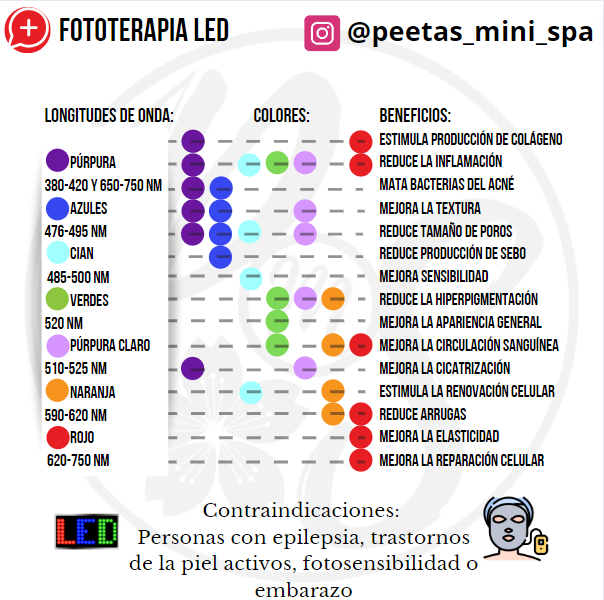 FOTOTERAPIA LED
@peetas_mini_spa
LONGITUDES DE ONDA:
COLORES:
BENEFICIOS:
PÚRPURA
380-420 Y 650-750 NM
AZULES
476-495 NM
CIAN
485-500 NM
VERDES
520 NM
PÚRPURA CLARO
510-525 NM
NARANJA
590-620 NM
ROJO
620-750 NM
ESTIMULA PRODUCCIÓN DE COLÁGENO
REDUCE LA INFLAMACIÓN
MATA BACTERIAS DEL ACNÉ
MEJORA LA TEXTURA
REDUCE TAMAÑO DE POROS
REDUCE PRODUCCIÓN DE SEBO
MEJORA SENSIBILIDAD
REDUCE LA HIPERPIGMENTACIÓN
MEJORA LA APARIENCIA GENERAL
MEJORA LA CIRCULACIÓN SANGUÍNEA
MEJORA LA CICATRIZACIÓN
ESTIMULA LA RENOVACIÓN CELULAR
REDUCE ARRUGAS
MEJORA LA ELASTICIDAD
MEJORA LA REPARACIÓN CELULAR
LED
Contraindicaciones:
Personas con epilepsia, trastornos
de la piel activos, fotosensibilidad o
embarazo